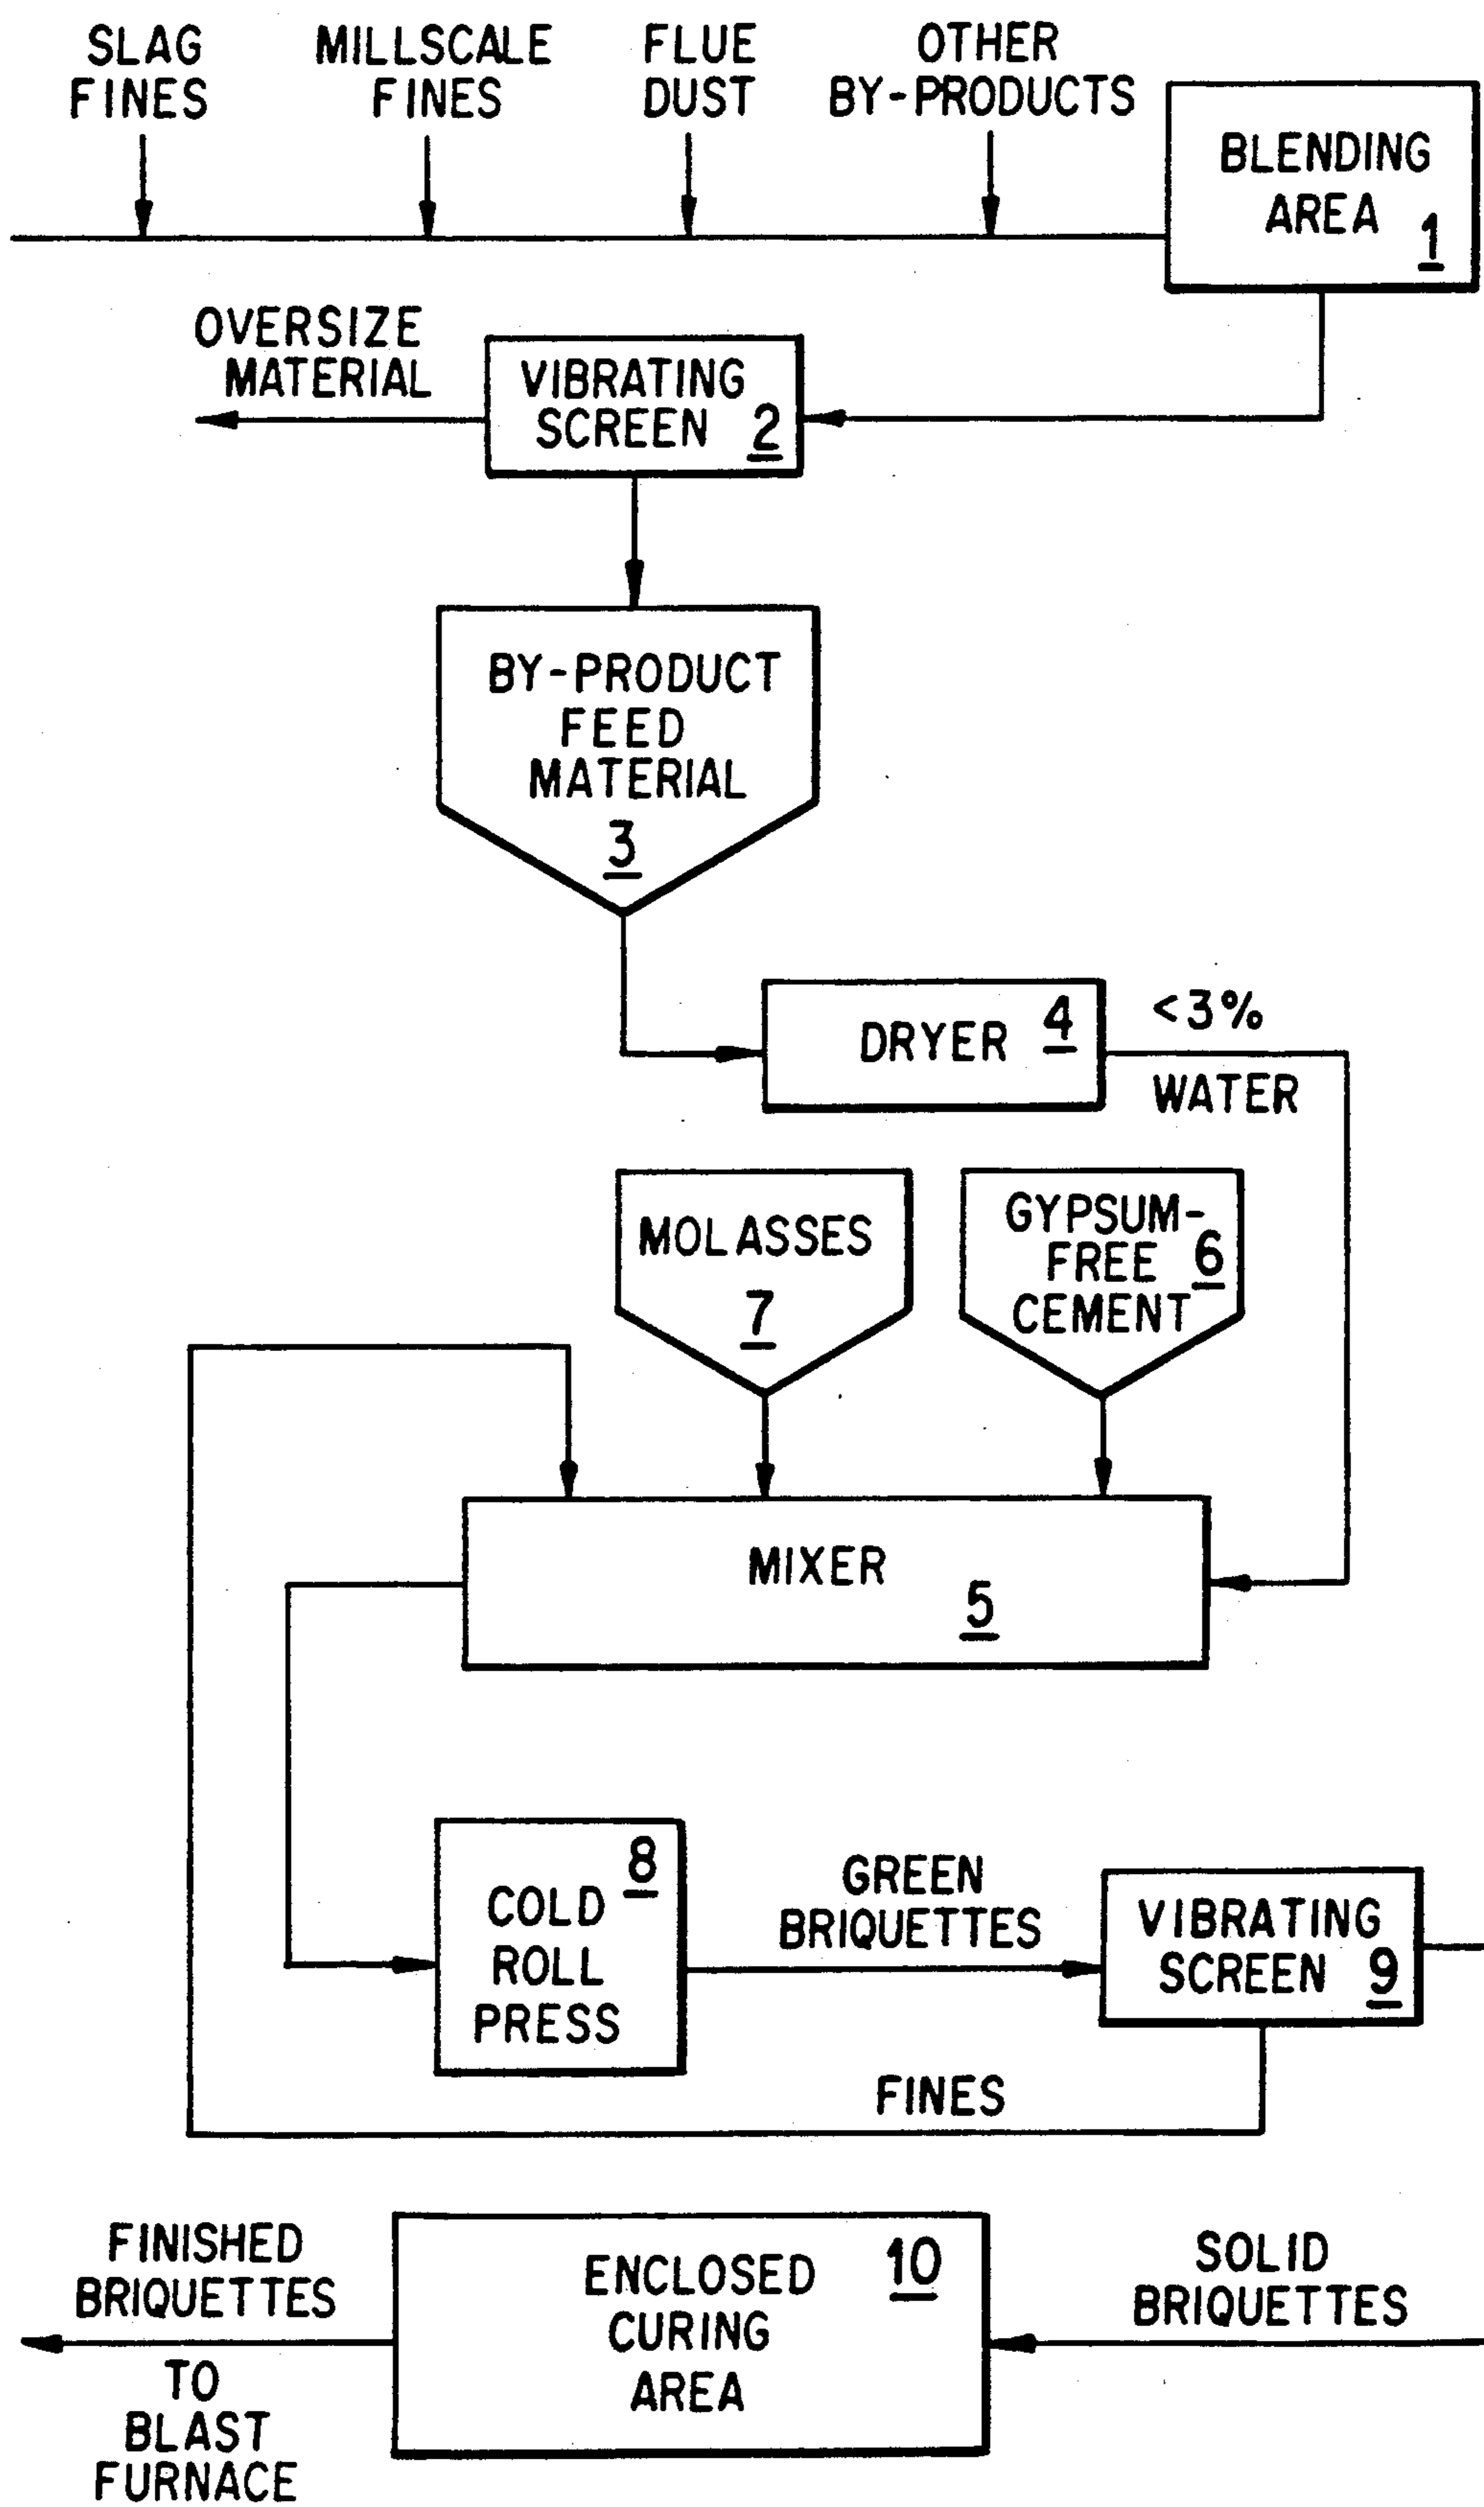 SLAG
FINES
MILLSCALE
FINES
FLUE
DUST
OTHER
BY-PRODUCTS
BLENDING
AREA 1
OVERSIZE
MATERIAL
VIBRATING
SCREEN 2
BY-PRODUCT
FEED
MATERIAL
3
DRYER 4
<3%
WATER
MOLASSES
7
GYPSUM-
FREE 6
CEMENT
MIXER
5
8
COLD
ROLL
PRESS
GREEN
BRIQUETTES
VIBRATING
SCREEN 9
FINES
FINISHED
BRIQUETTES
TO
BLAST
FURNACE
ENCLOSED 10
CURING
AREA
SOLID
BRIQUETTES